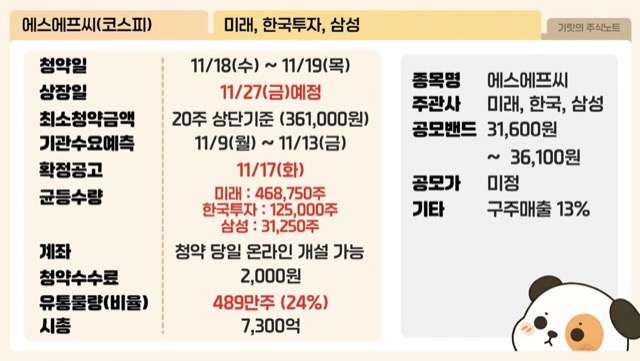 에스에프씨(코스피)
미래, 한국투자, 삼성
기릿의 주식노트
청약일 11/18(수) ~ 11/19(목)
상장일 11/27(금)예정
최소청약금액 20주 상단기준 (361,000원)
기관수요예측 11/9(월) ~ 11/13(금)
확정공고 11/17(화)
균등수량 미래 : 468,750주
한국투자 : 125,000주
삼성 : 31,250주
계좌 청약 당일 온라인 개설 가능
청약수수료 2,000원
유통물량(비율) 489만주 (24%)
시총 7,300억
종목명 에스에프씨
주관사 미래, 한국, 삼성
공모밴드 31,600원
~ 36,100원
공모가 미정
기타 구주매출 13%